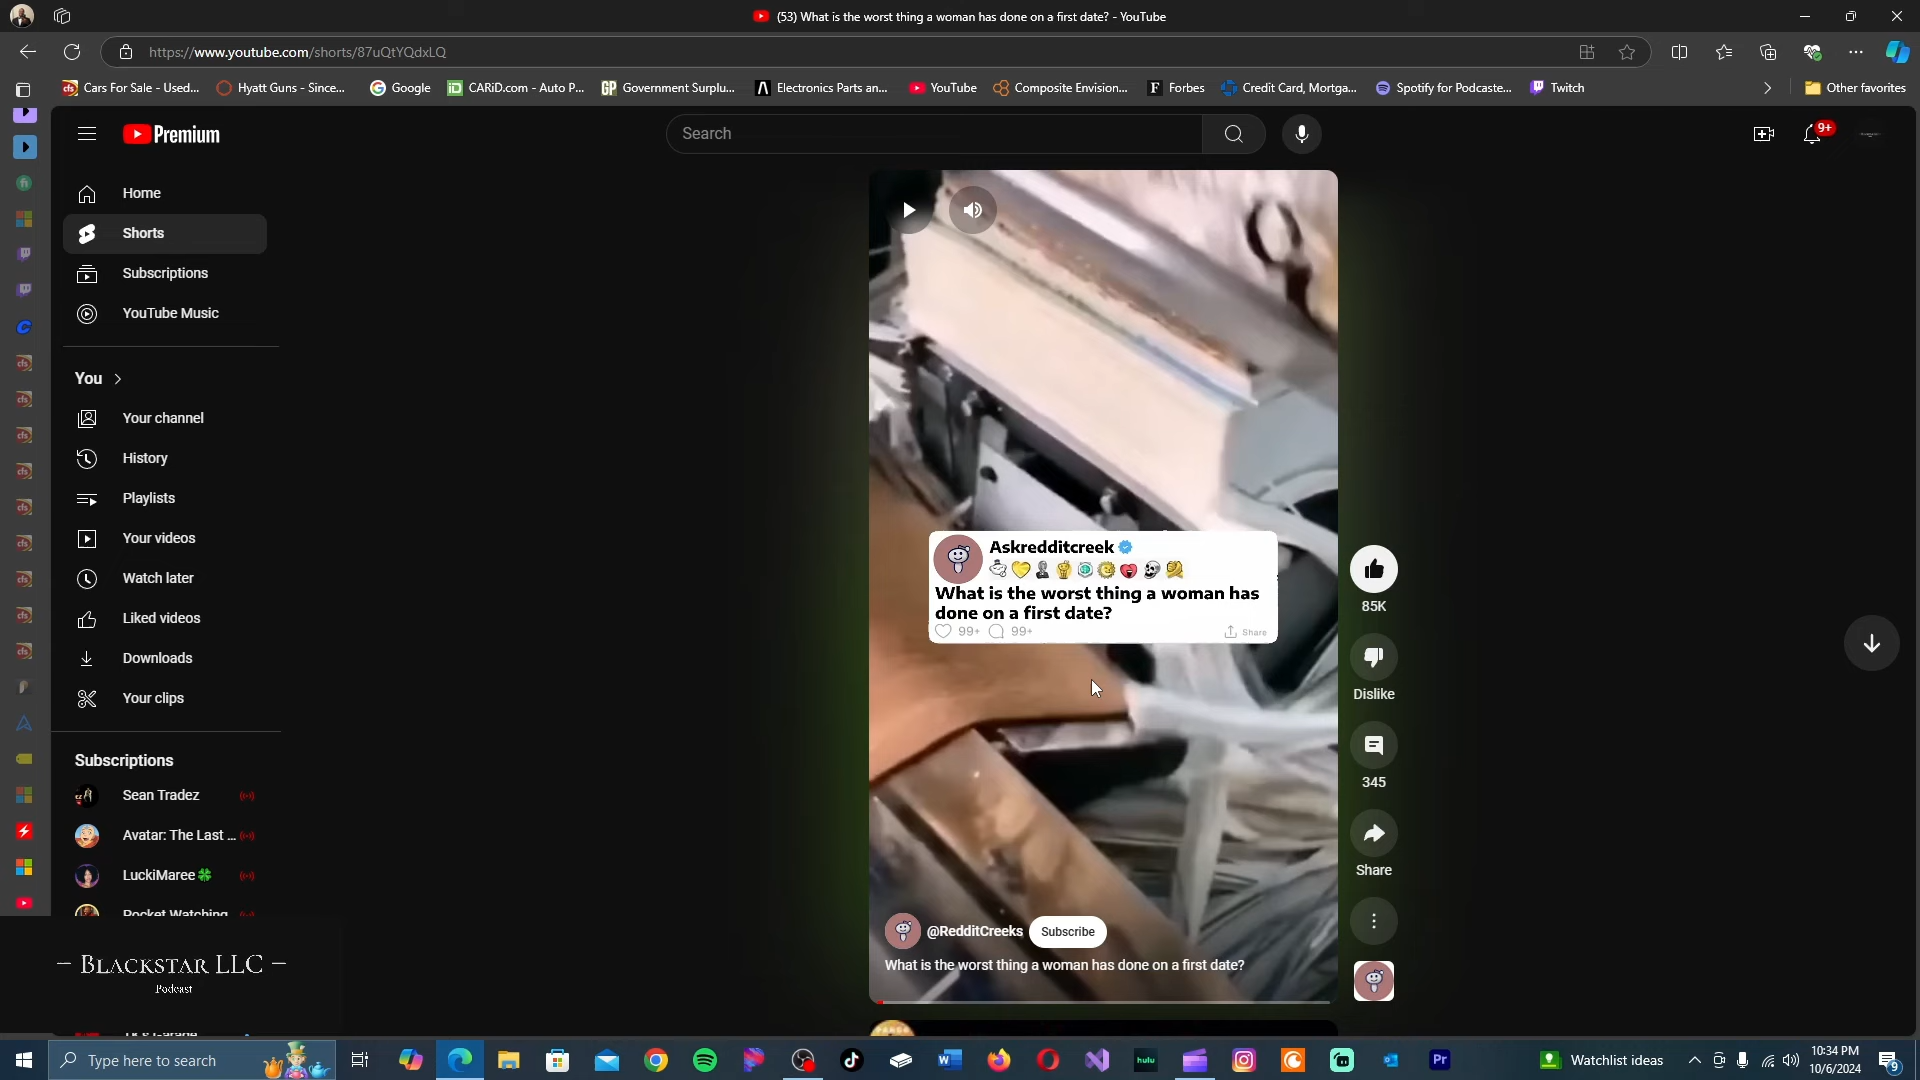 (53) What is the worst thing a woman has done on a first date? - YouTube
https://www.youtube.com/shorts/87uQtYQdxLQ
Cars For Sale - Used...
Hyatt Guns - Since...
Google
CARiD.com - Auto P...
Government Surplu...
Electronics Parts an...
YouTube
Composite Envision...
Forbes
Credit Card, Mortga...
Spotify for Podcaste...
Twitch
Other favorites
Premium
Search
9+
Home
Shorts
Subscriptions
YouTube Music
You
Your channel
History
Playlists
Your videos
Watch later
Liked videos
Downloads
Your clips
Subscriptions
Sean Tradez
Avatar: The Last ...
LuckiMaree
Pocket Watching
- BLACKSTAR LLC -
Podcast
Askredditcreek
What is the worst thing a woman has
done on a first date?
99+ 99+ Share
85K
Dislike
345
Share
@RedditCreeks Subscribe
What is the worst thing a woman has done on a first date?
Type here to search
hulu
Pr
Watchlist ideas
10:34 PM
10/6/2024
9